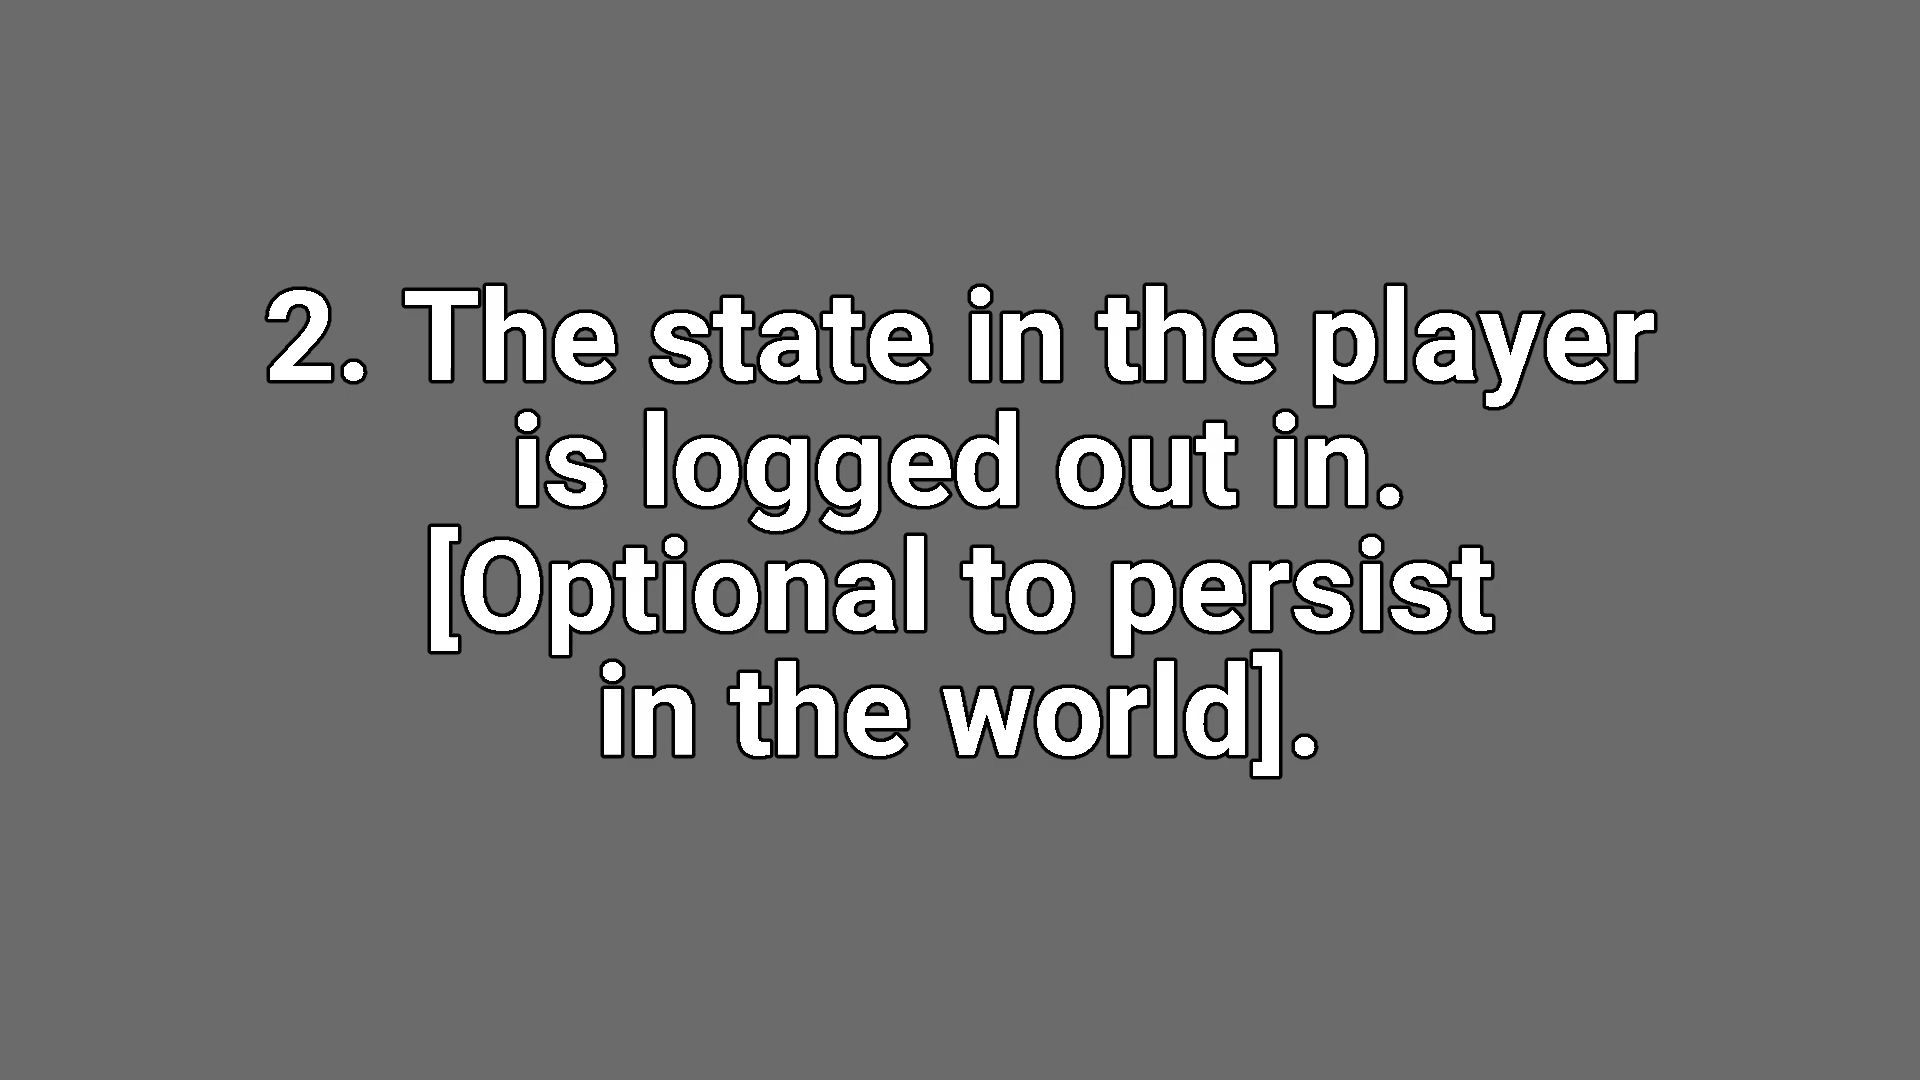 2. The state in the player
is logged out in.
[Optional to persist
in the world].